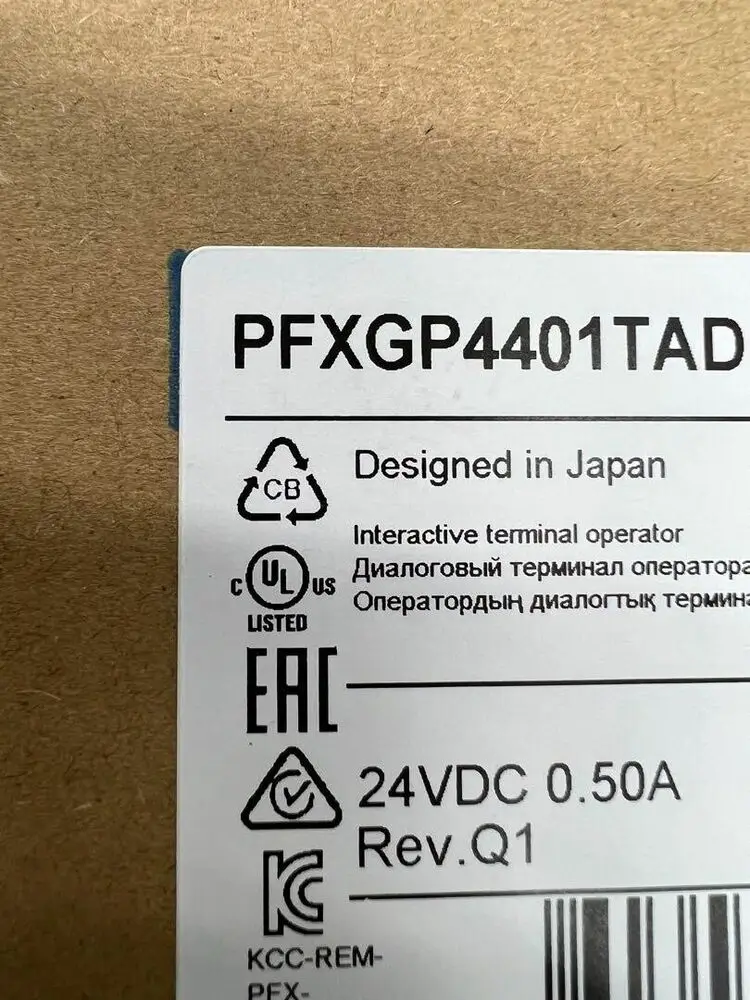 PFXGP4401TAD
CB
Designed in Japan
Interactive terminal operator
Диалоговый терминал оператора
Оператордың диалогтық термина
C UL US
LISTED
EAC
24VDC 0.50A
Rev.Q1
KC
KCC-REM-
PFX-